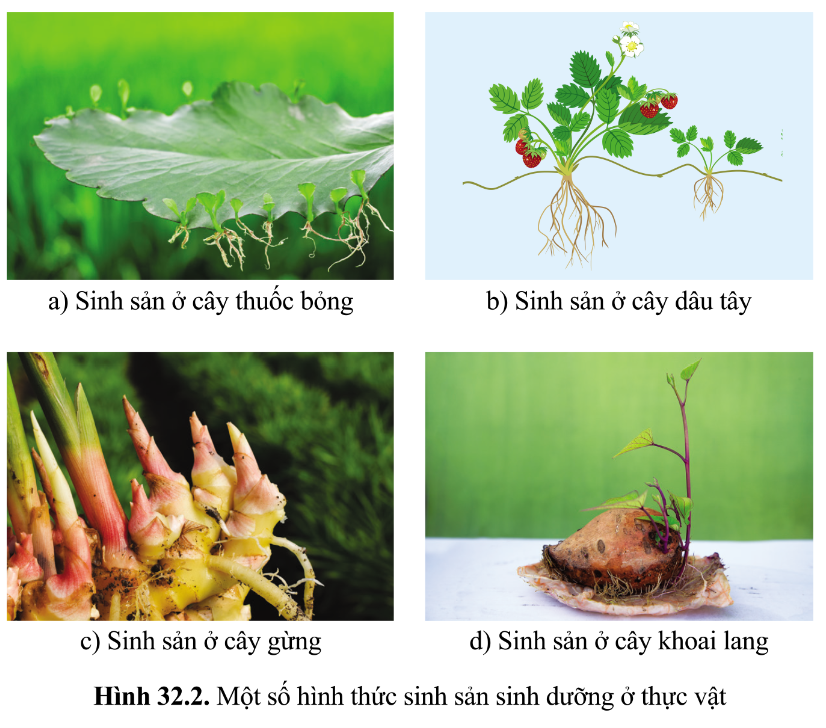 a) Sinh sản ở cây thuốc bỏng
b) Sinh sản ở cây dâu tây
c) Sinh sản ở cây gừng
d) Sinh sản ở cây khoai lang
Hình 32.2. Một số hình thức sinh sản sinh dưỡng ở thực vật